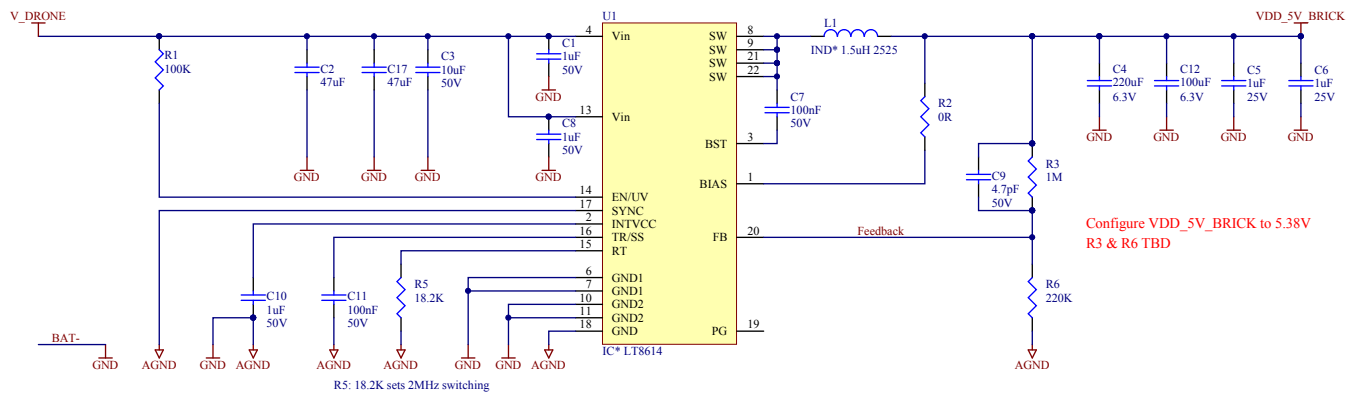 V_DRONE
U1
VDD_5V_BRICK
4
Vin
SW
8
SW
9
SW
21
SW
22
L1
IND* 1.5uH 2525
R1
100K
C2
47uF
C17
47uF
C3
10uF
50V
C1
1uF
50V
GND
13
Vin
C8
1uF
50V
GND
GND
GND
GND
C7
100nF
50V
BST
3
BIAS
1
R2
0R
C4
220uF
6.3V
GND
C12
100uF
6.3V
GND
C5
1uF
25V
GND
C6
1uF
25V
GND
C9
4.7pF
50V
R3
1M
Configure VDD_5V_BRICK to 5.38V
R3 & R6 TBD
14
EN/UV
17
SYNC
2
INTVCC
16
TR/SS
15
RT
FB
20
Feedback
6
GND1
7
GND1
10
GND2
11
GND2
18
GND
PG
19
C10
1uF
50V
C11
100nF
50V
R5
18.2K
R6
220K
BAT-
GND
AGND
GND
AGND
AGND
AGND
GND
GND
AGND
IC* LT8614
AGND
R5: 18.2K sets 2MHz switching